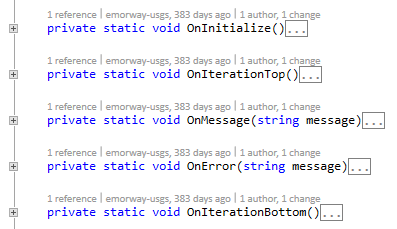 1 reference | emorway-usgs, 383 days ago | 1 author, 1 change
private static void OnInitialize()...
1 reference | emorway-usgs, 383 days ago | 1 author, 1 change
private static void OnIterationTop()...
1 reference | emorway-usgs, 383 days ago | 1 author, 1 change
private static void OnMessage(string message)...
1 reference | emorway-usgs, 383 days ago | 1 author, 1 change
private static void OnError(string message)...
1 reference | emorway-usgs, 383 days ago | 1 author, 1 change
private static void OnIterationBottom()...